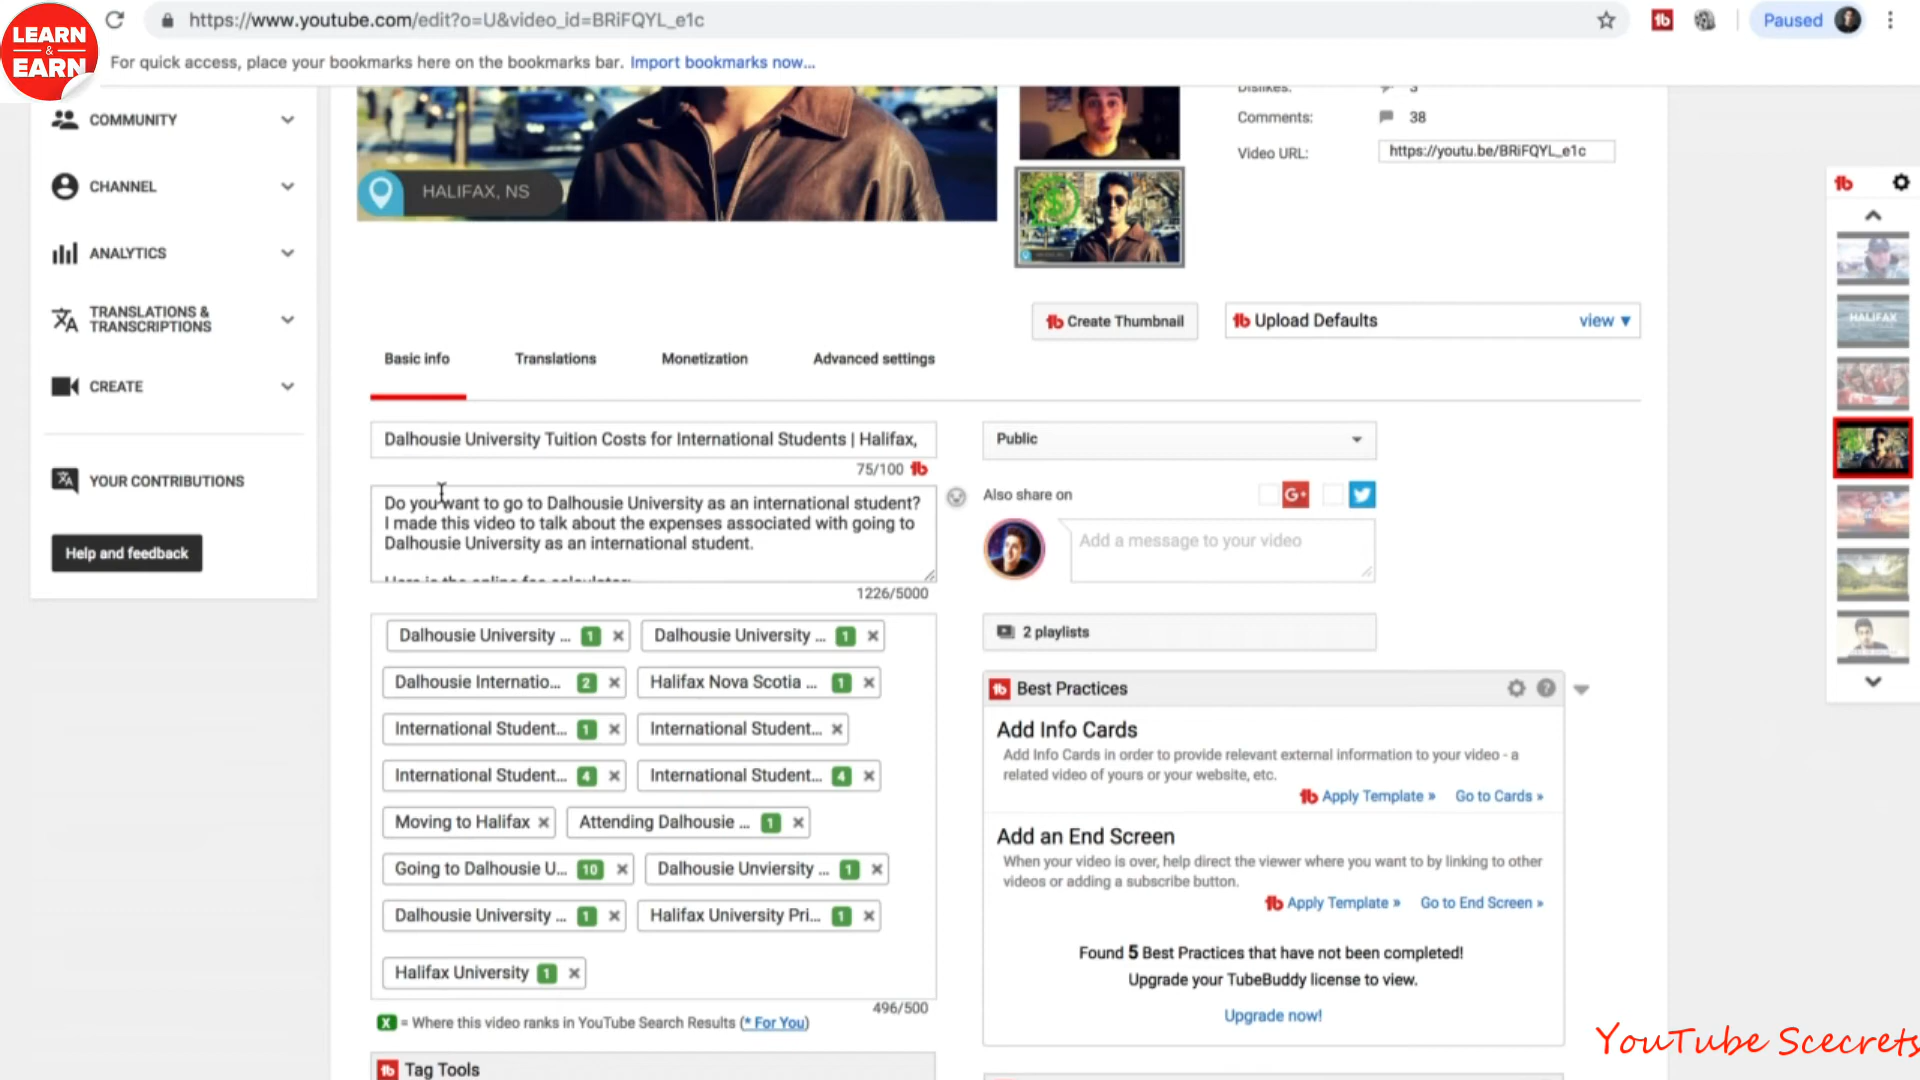 LEARN
&
EARN
https://www.youtube.com/edit?o=U&video_id=BRiFQYL_e1c
Paused
For quick access, place your bookmarks here on the bookmarks bar. Import bookmarks now...
COMMUNITY
CHANNEL
ANALYTICS
TRANSLATIONS &
TRANSCRIPTIONS
CREATE
YOUR CONTRIBUTIONS
Help and feedback
HALIFAX, NS
Dislikes: 3
Comments: 38
Video URL: https://youtu.be/BRiFQYL_e1c
Create Thumbnail
Upload Defaults view ▼
Basic info Translations Monetization Advanced settings
Dalhousie University Tuition Costs for International Students | Halifax,
75/100
Do you want to go to Dalhousie University as an international student?
I made this video to talk about the expenses associated with going to
Dalhousie University as an international student.
Here is the online fee calculator:
1226/5000
Public
Also share on G+
Add a message to your video
2 playlists
Dalhousie University ... 1 × Dalhousie University ... 1 ×
Dalhousie Internatio... 2 × Halifax Nova Scotia ... 1 ×
International Student... 1 × International Student... ×
International Student... 4 × International Student... 4 ×
Moving to Halifax × Attending Dalhousie ... 1 ×
Going to Dalhousie U... 10 × Dalhousie Unviersity ... 1 ×
Dalhousie University ... 1 × Halifax University Pri... 1 ×
Halifax University 1 ×
496/500
X = Where this video ranks in YouTube Search Results (* For You)
Tag Tools
Best Practices
Add Info Cards
Add Info Cards in order to provide relevant external information to your video - a
related video of yours or your website, etc.
Apply Template » Go to Cards »
Add an End Screen
When your video is over, help direct the viewer where you want to by linking to other
videos or adding a subscribe button.
Apply Template » Go to End Screen »
Found 5 Best Practices that have not been completed!
Upgrade your TubeBuddy license to view.
Upgrade now!
HALIFAX
YouTube Scecrets